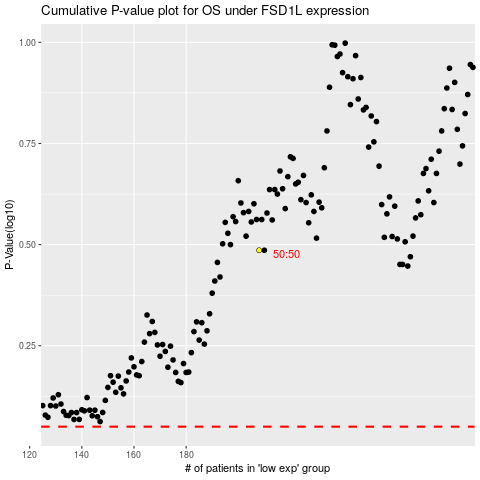 Cumulative P-value plot for OS under FSD1L expression
P-Value(log10)
1.00
0.75
0.50
0.25
50:50
120 140 160 180
# of patients in 'low exp' group